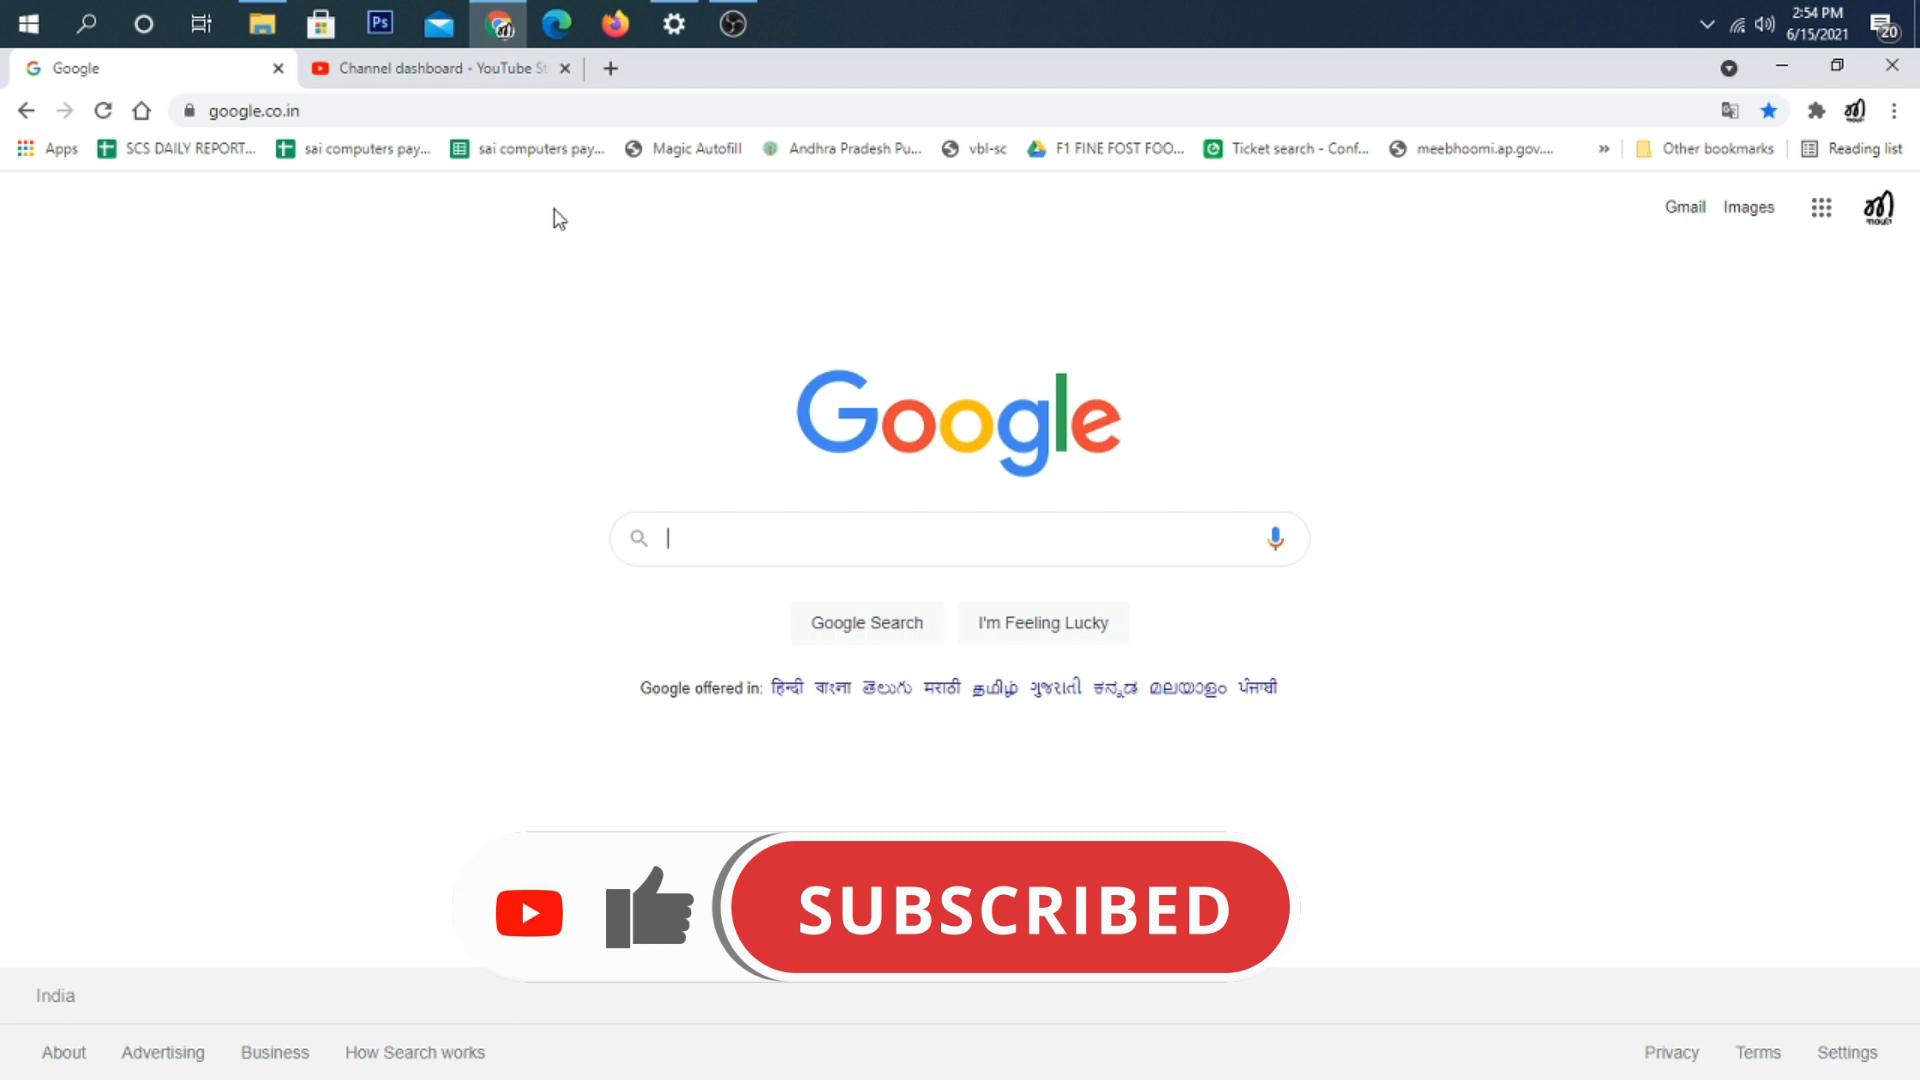 Ps
2:54 PM
6/15/2021
20
Google
Channel dashboard - YouTube St
google.co.in
Apps
SCS DAILY REPORT...
sai computers pay...
sai computers pay...
Magic Autofill
Andhra Pradesh Pu...
vbl-sc
F1 FINE FOST FOO...
Ticket search - Conf...
meebhoomi.ap.gov....
»
Other bookmarks
Reading list
Gmail
Images
Google
Google Search
I'm Feeling Lucky
Google offered in: हिन्दी বাংলা తెలుగు मराठी தமிழ் ગુજરાતી ಕನ್ನಡ മലയാളം ਪੰਜਾਬੀ
SUBSCRIBED
India
About
Advertising
Business
How Search works
Privacy
Terms
Settings